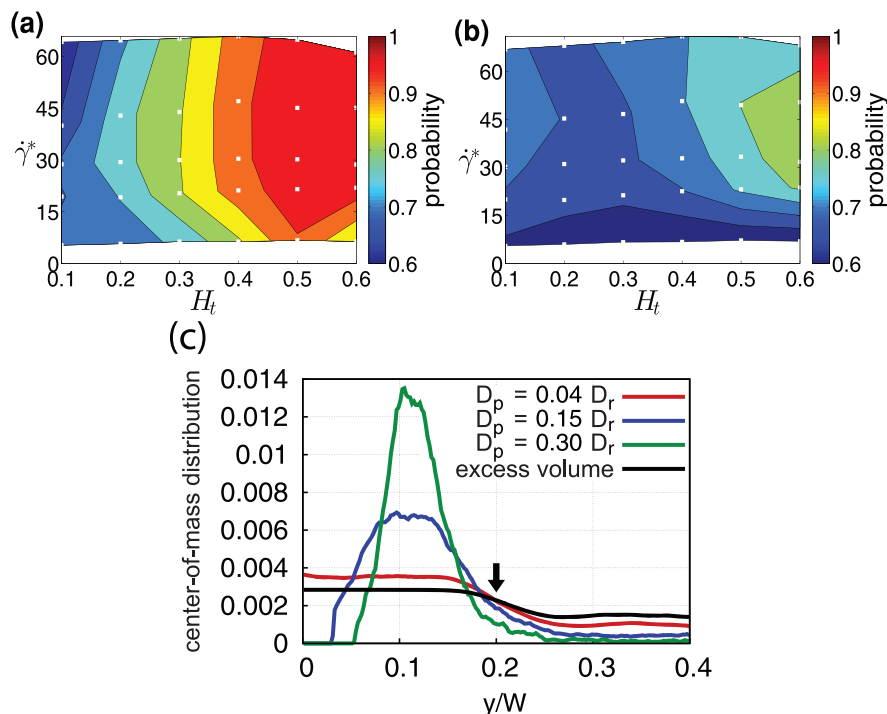 (a)
60
45
30
15
0
γ̇*
0.1 0.2 0.3 0.4 0.5 0.6
H_t
1
0.9
0.8
0.7
0.6
probability
(b)
60
45
30
15
0
γ̇*
0.1 0.2 0.3 0.4 0.5 0.6
H_t
1
0.9
0.8
0.7
0.6
probability
(c)
center-of-mass distribution
0.014
0.012
0.01
0.008
0.006
0.004
0.002
0
D_p = 0.04 D_r
D_p = 0.15 D_r
D_p = 0.30 D_r
excess volume
0 0.1 0.2 0.3 0.4
y/W